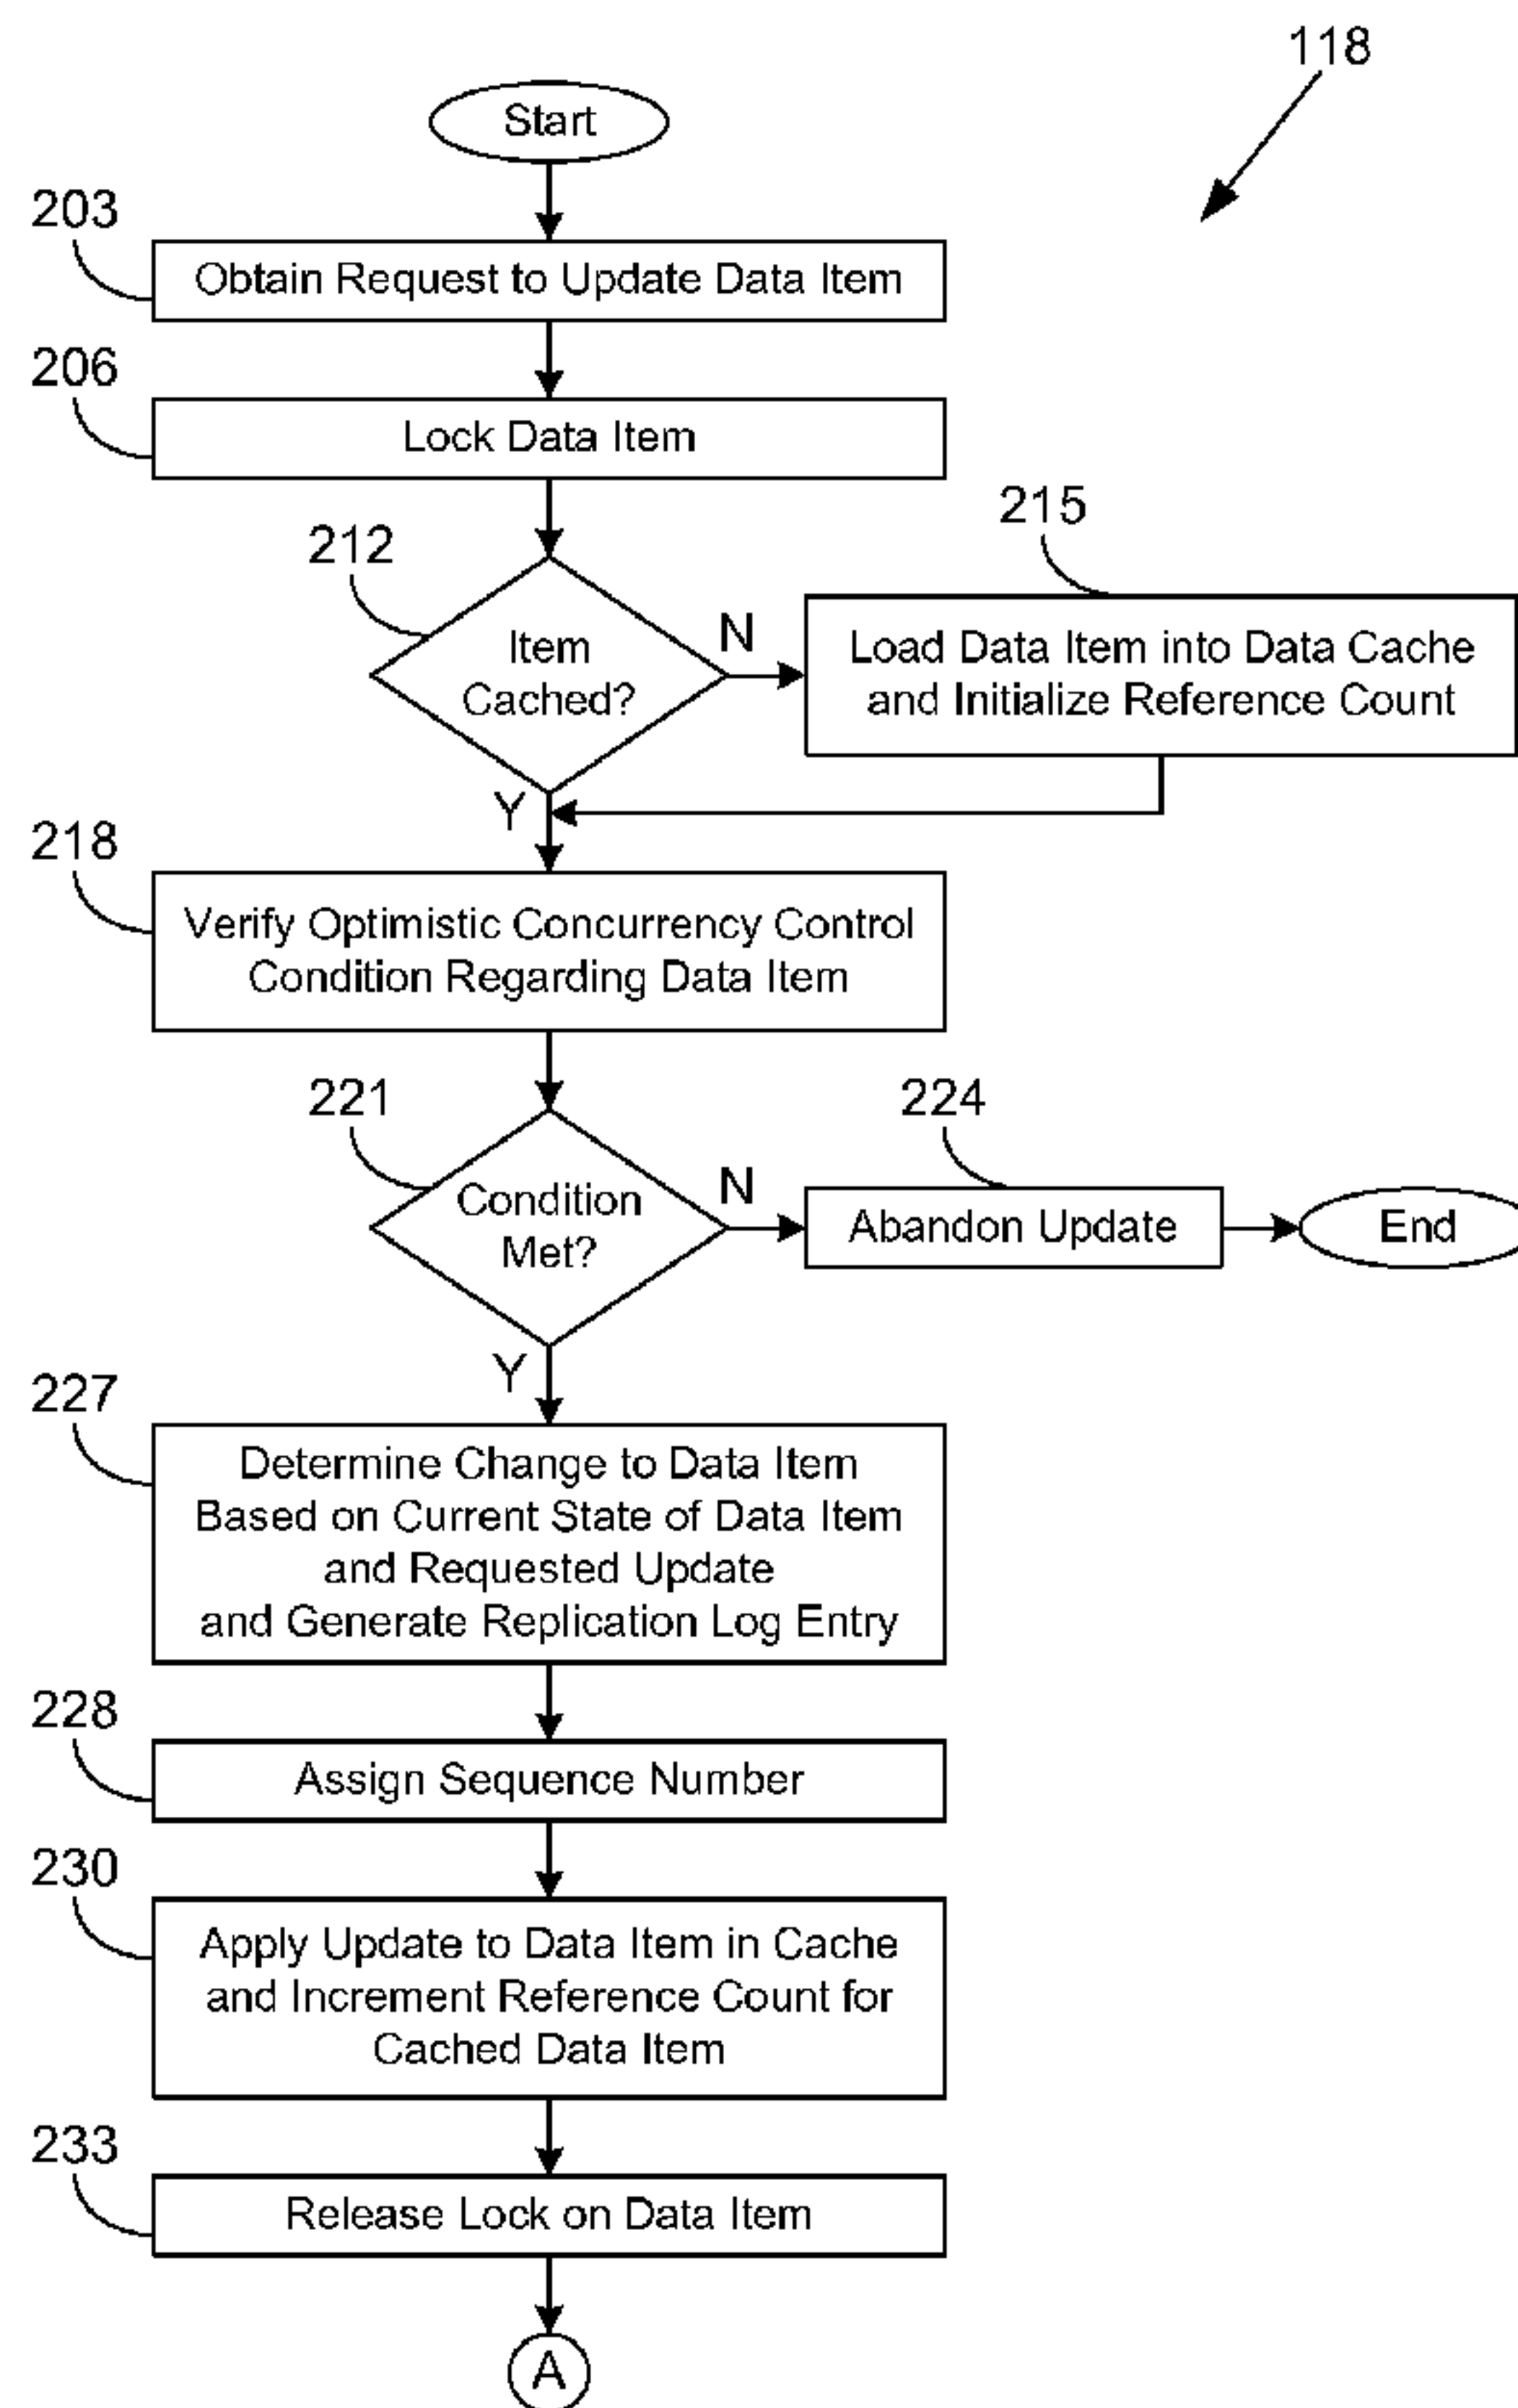 118
Start
203
Obtain Request to Update Data Item
206
Lock Data Item
212
215
Item
Cached?
N
Load Data Item into Data Cache
and Initialize Reference Count
Y
218
Verify Optimistic Concurrency Control
Condition Regarding Data Item
221
224
Condition
Met?
N
Abandon Update
End
Y
227
Determine Change to Data Item
Based on Current State of Data Item
and Requested Update
and Generate Replication Log Entry
228
Assign Sequence Number
230
Apply Update to Data Item in Cache
and Increment Reference Count for
Cached Data Item
233
Release Lock on Data Item
A